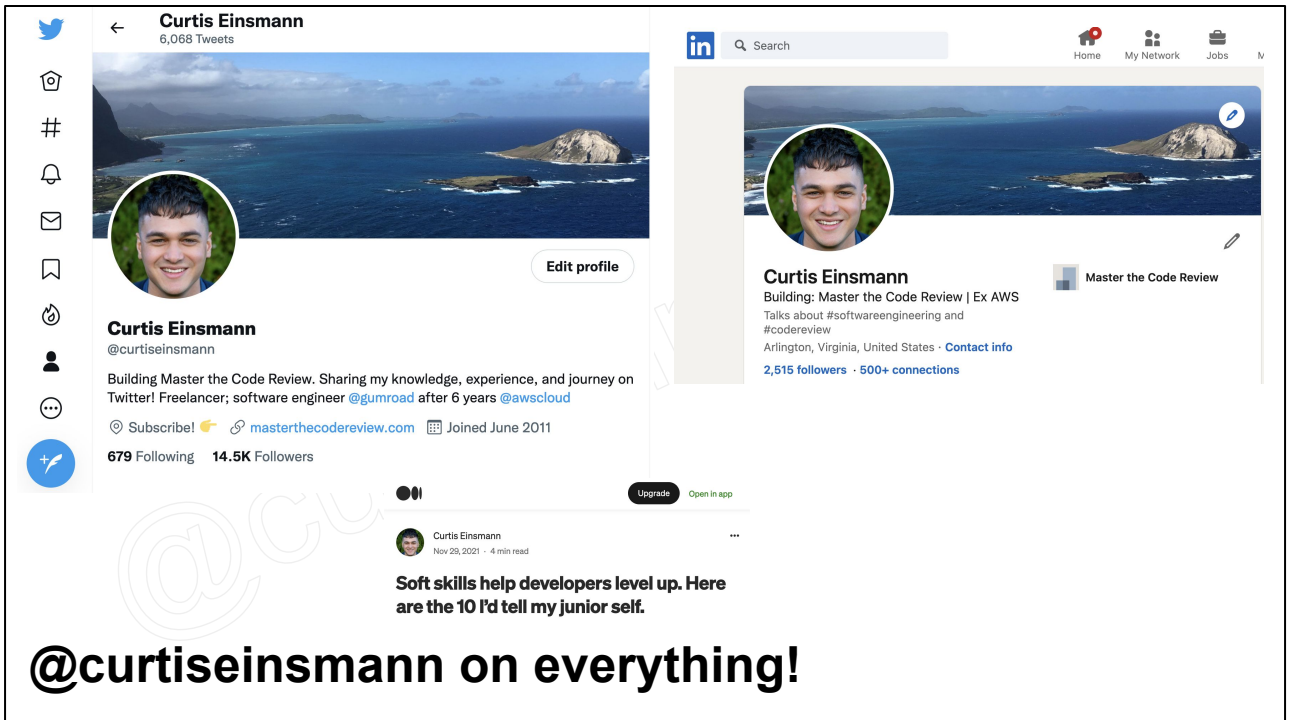 Curtis Einsmann
6,068 Tweets
Edit profile
Curtis Einsmann
@curtiseinsmann
Building Master the Code Review. Sharing my knowledge, experience, and journey on
Twitter! Freelancer; software engineer @gumroad after 6 years @awscloud
Subscribe! 👉 masterthecodereview.com Joined June 2011
679 Following 14.5K Followers
in Search
Home My Network Jobs M
Curtis Einsmann
Master the Code Review
Building: Master the Code Review | Ex AWS
Talks about #softwareengineering and
#codereview
Arlington, Virginia, United States · Contact info
2,515 followers · 500+ connections
Upgrade Open in app
Curtis Einsmann
Nov 29, 2021 · 4 min read
Soft skills help developers level up. Here
are the 10 I'd tell my junior self.
@curtiseinsmann on everything!